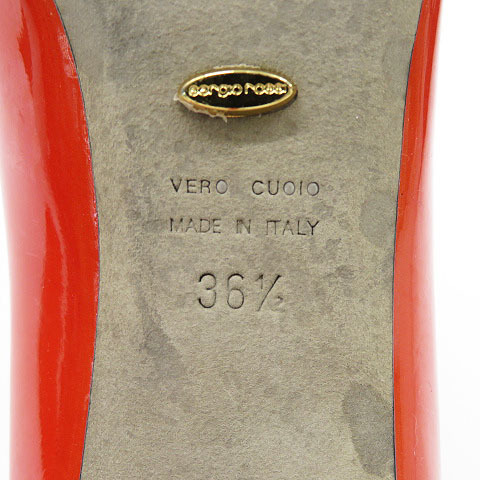 sergio rossi
VERO CUOIO
MADE IN ITALY
36½